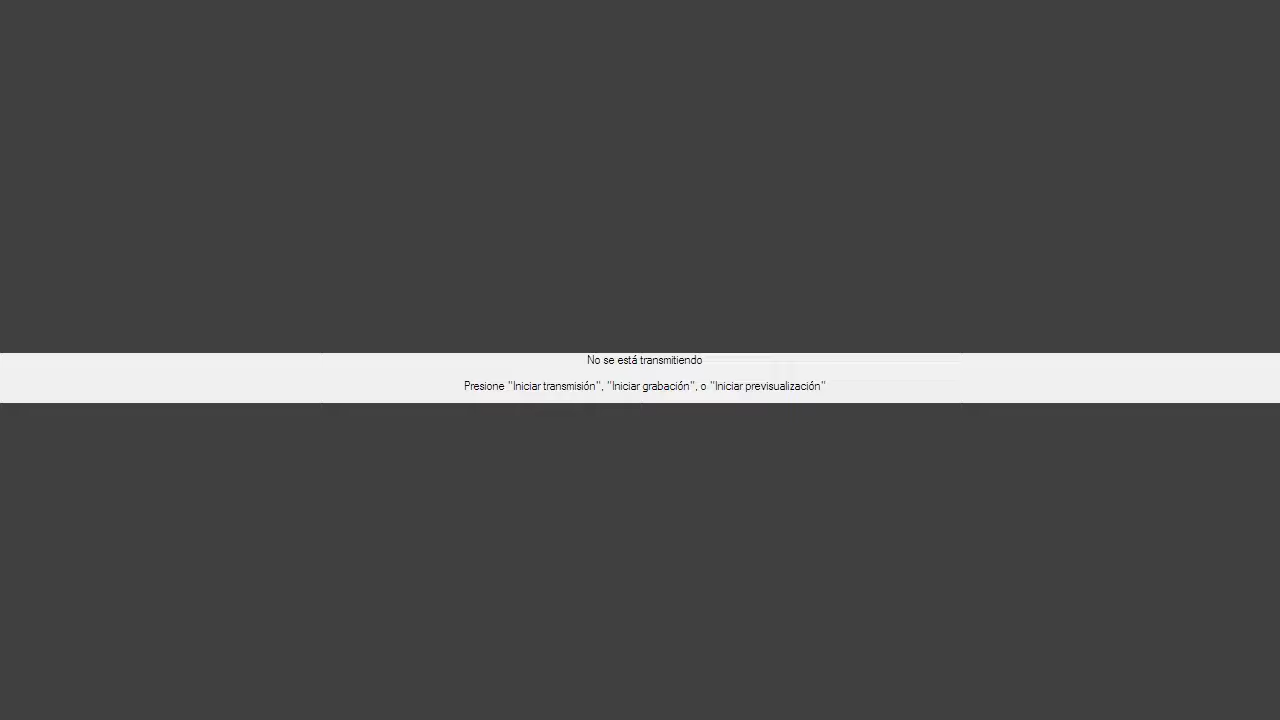 No se está transmitiendo
Presione "Iniciar transmisión", "Iniciar grabación", o "Iniciar previsualización"